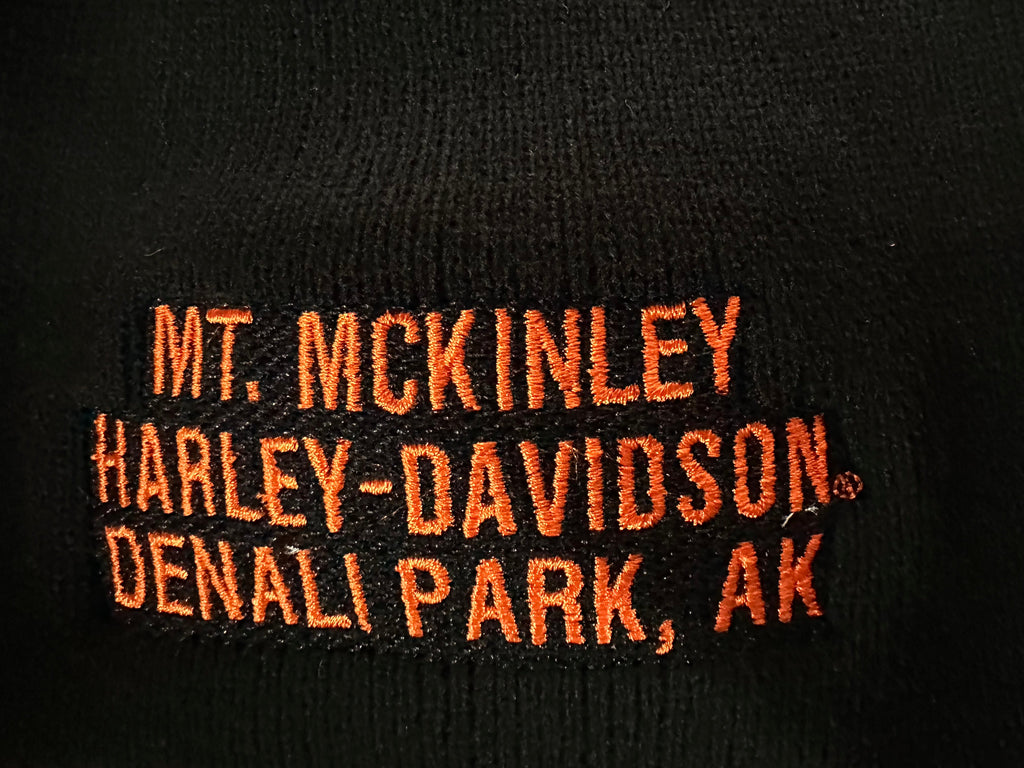 MT. MCKINLEY
HARLEY-DAVIDSON®
DENALI PARK, AK